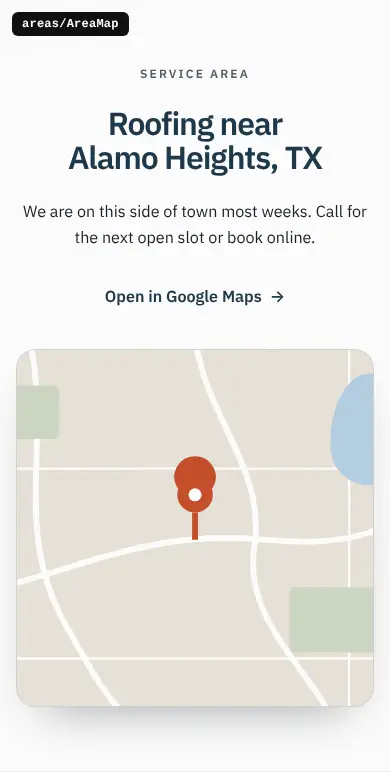 areas/AreaMap
SERVICE AREA
Roofing near
Alamo Heights, TX
We are on this side of town most weeks. Call for
the next open slot or book online.
Open in Google Maps →